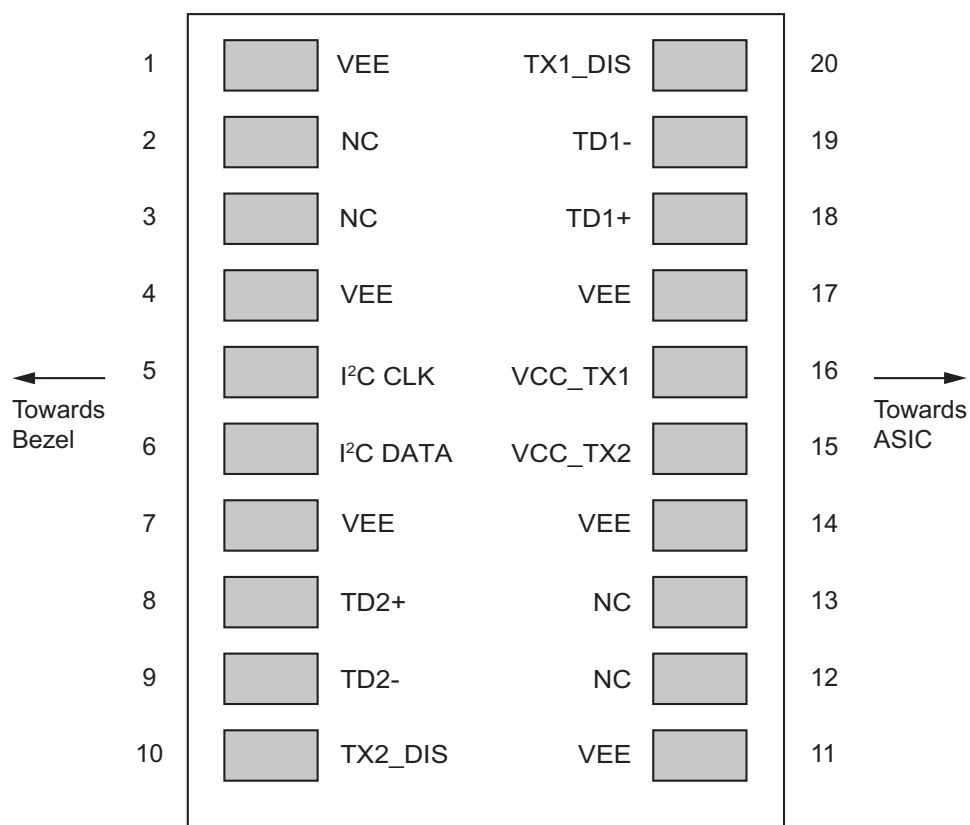 1 VEE TX1_DIS 20
2 NC TD1- 19
3 NC TD1+ 18
4 VEE VEE 17
5 I²C CLK VCC_TX1 16
Towards Bezel
Towards ASIC
6 I²C DATA VCC_TX2 15
7 VEE VEE 14
8 TD2+ NC 13
9 TD2- NC 12
10 TX2_DIS VEE 11